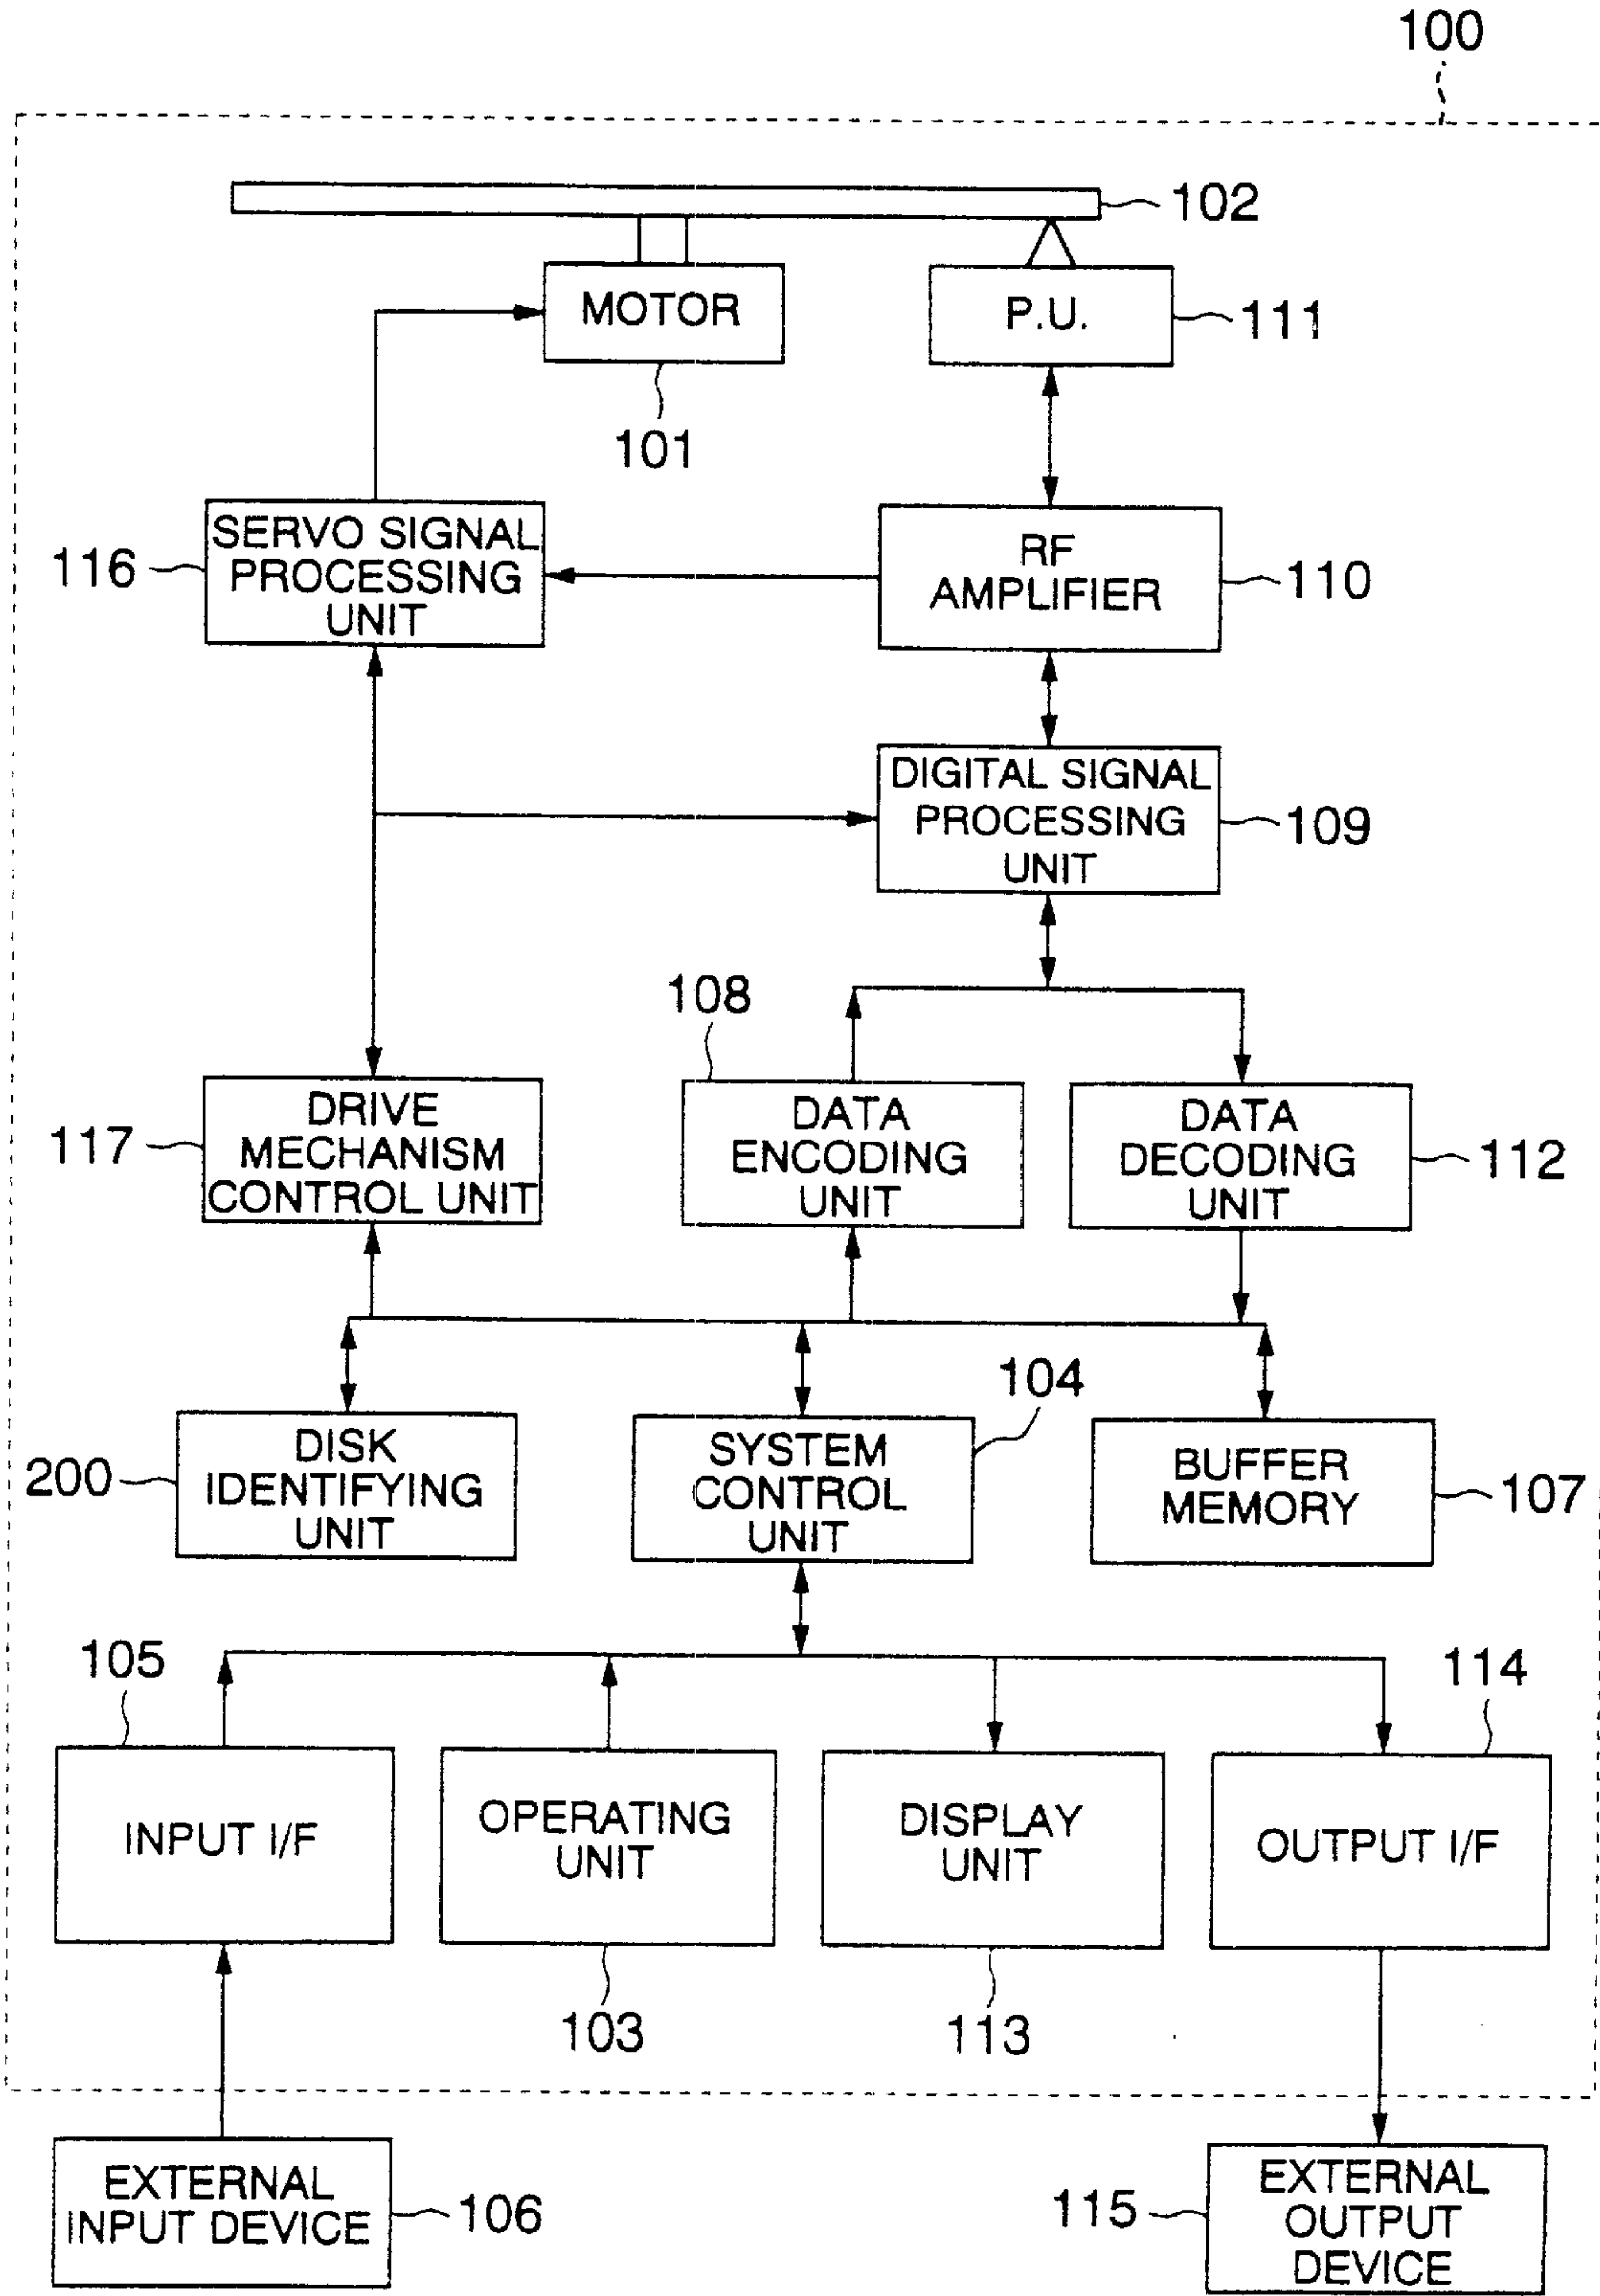 100
102
MOTOR
P.U.
111
101
SERVO SIGNAL
PROCESSING
UNIT
116
RF
AMPLIFIER
110
DIGITAL SIGNAL
PROCESSING
UNIT
109
108
DRIVE
MECHANISM
CONTROL UNIT
117
DATA
ENCODING
UNIT
DATA
DECODING
UNIT
112
104
DISK
IDENTIFYING
UNIT
200
SYSTEM
CONTROL
UNIT
BUFFER
MEMORY
107
105
114
INPUT I/F
OPERATING
UNIT
DISPLAY
UNIT
OUTPUT I/F
103
113
EXTERNAL
INPUT DEVICE
106
115
EXTERNAL
OUTPUT
DEVICE